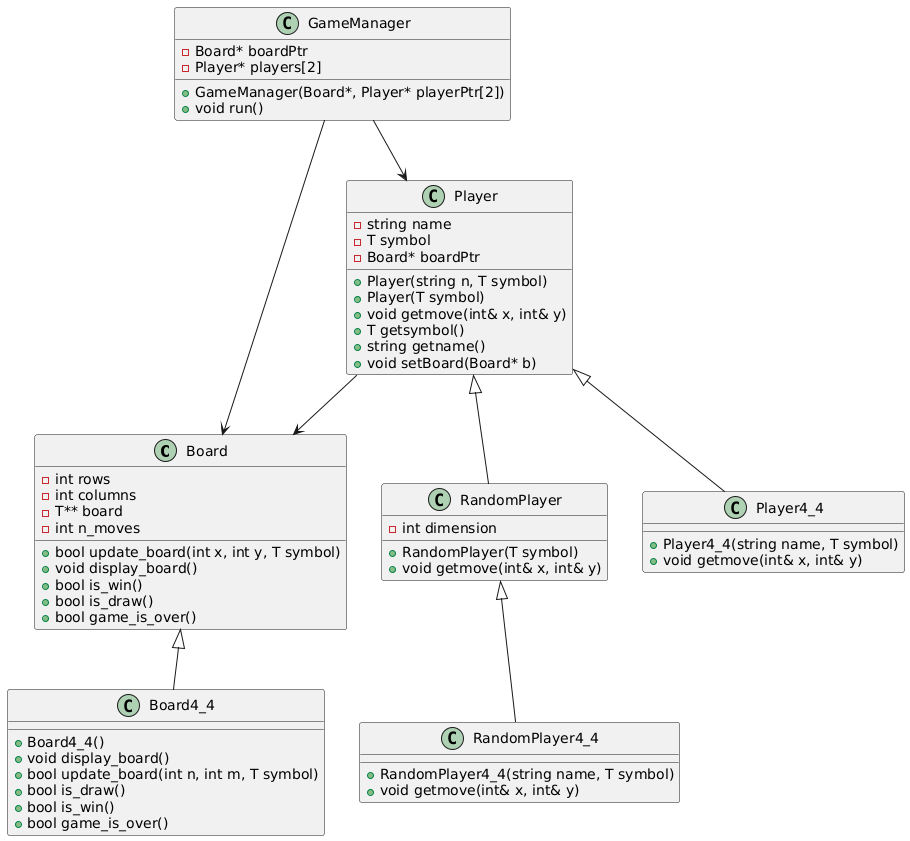 C GameManager
Board* boardPtr
Player* players[2]
GameManager(Board*, Player* playerPtr[2])
void run()
C Player
string name
T symbol
Board* boardPtr
Player(string n, T symbol)
Player(T symbol)
void getmove(int& x, int& y)
T getsymbol()
string getname()
void setBoard(Board* b)
C Board
int rows
int columns
T** board
int n_moves
bool update_board(int x, int y, T symbol)
void display_board()
bool is_win()
bool is_draw()
bool game_is_over()
C RandomPlayer
int dimension
RandomPlayer(T symbol)
void getmove(int& x, int& y)
C Player4_4
Player4_4(string name, T symbol)
void getmove(int& x, int& y)
C Board4_4
Board4_4()
void display_board()
bool update_board(int n, int m, T symbol)
bool is_draw()
bool is_win()
bool game_is_over()
C RandomPlayer4_4
RandomPlayer4_4(string name, T symbol)
void getmove(int& x, int& y)